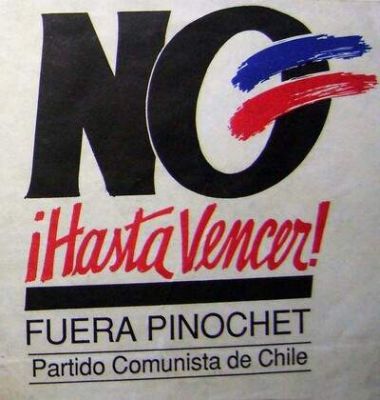 NO
¡Hasta Vencer!
FUERA PINOCHET
Partido Comunista de Chile